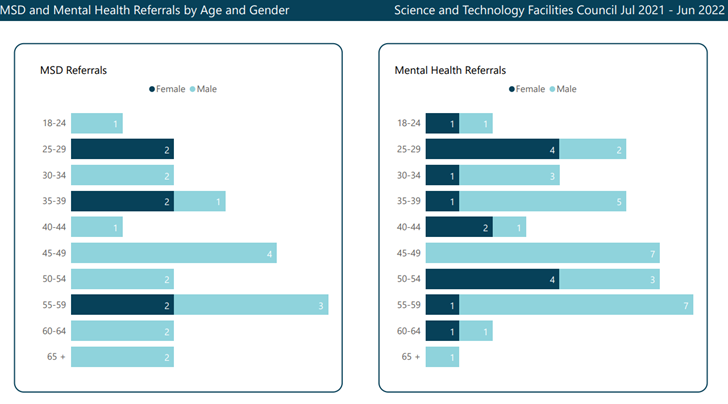 MSD and Mental Health Referrals by Age and Gender
Science and Technology Facilities Council Jul 2021 - Jun 2022
MSD Referrals
Female Male
18-24 1
25-29 2
30-34 2
35-39 2 1
40-44 1
45-49 4
50-54 2
55-59 2 3
60-64 2
65 + 2
Mental Health Referrals
Female Male
18-24 1 1
25-29 4 2
30-34 1 3
35-39 1 5
40-44 2 1
45-49 7
50-54 4 3
55-59 1 7
60-64 1 1
65 + 1